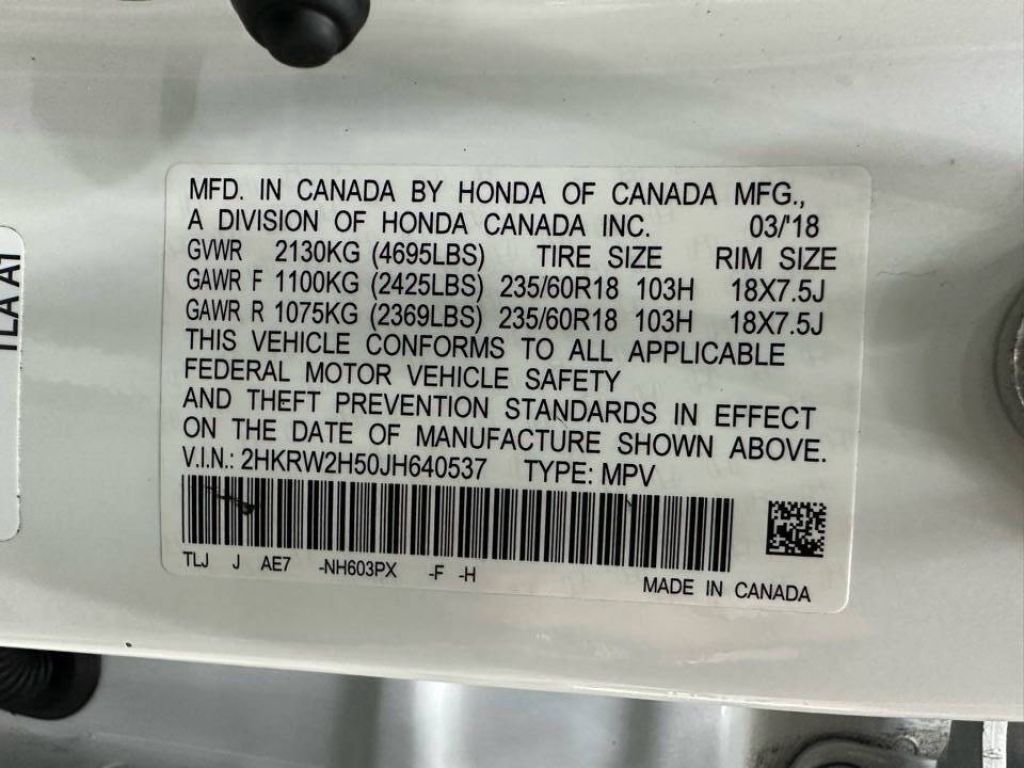 MFD. IN CANADA BY HONDA OF CANADA MFG.,
A DIVISION OF HONDA CANADA INC. 03/'18
GVWR 2130KG (4695LBS) TIRE SIZE RIM SIZE
GAWR F 1100KG (2425LBS) 235/60R18 103H 18X7.5J
GAWR R 1075KG (2369LBS) 235/60R18 103H 18X7.5J
THIS VEHICLE CONFORMS TO ALL APPLICABLE
FEDERAL MOTOR VEHICLE SAFETY
AND THEFT PREVENTION STANDARDS IN EFFECT
ON THE DATE OF MANUFACTURE SHOWN ABOVE.
V.I.N.: 2HKRW2H50JH640537 TYPE: MPV
TLJ J AE7 -NH603PX -F -H
MADE IN CANADA
TLA